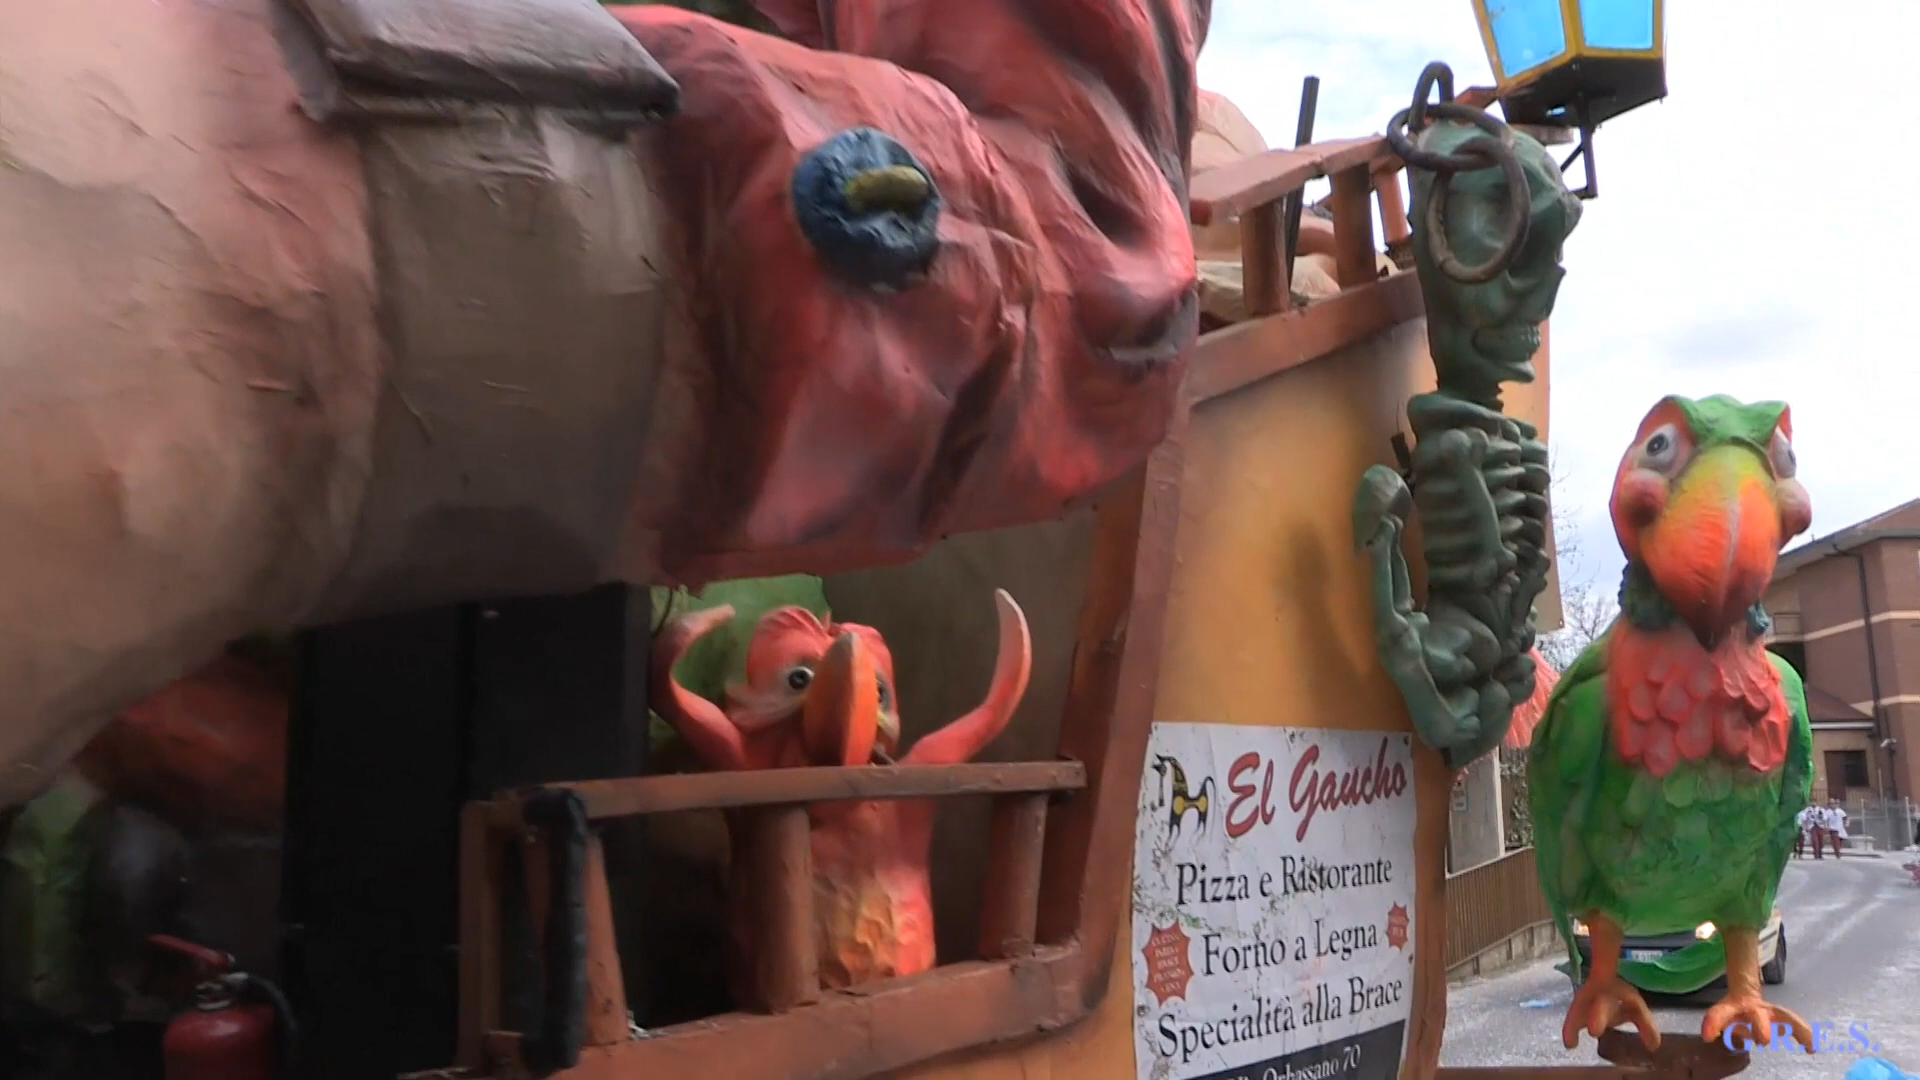 El Gaucho
Pizza e Ristorante
Forno a Legna
Specialità alla Brace
Orbassano 70
G.R.E.S.